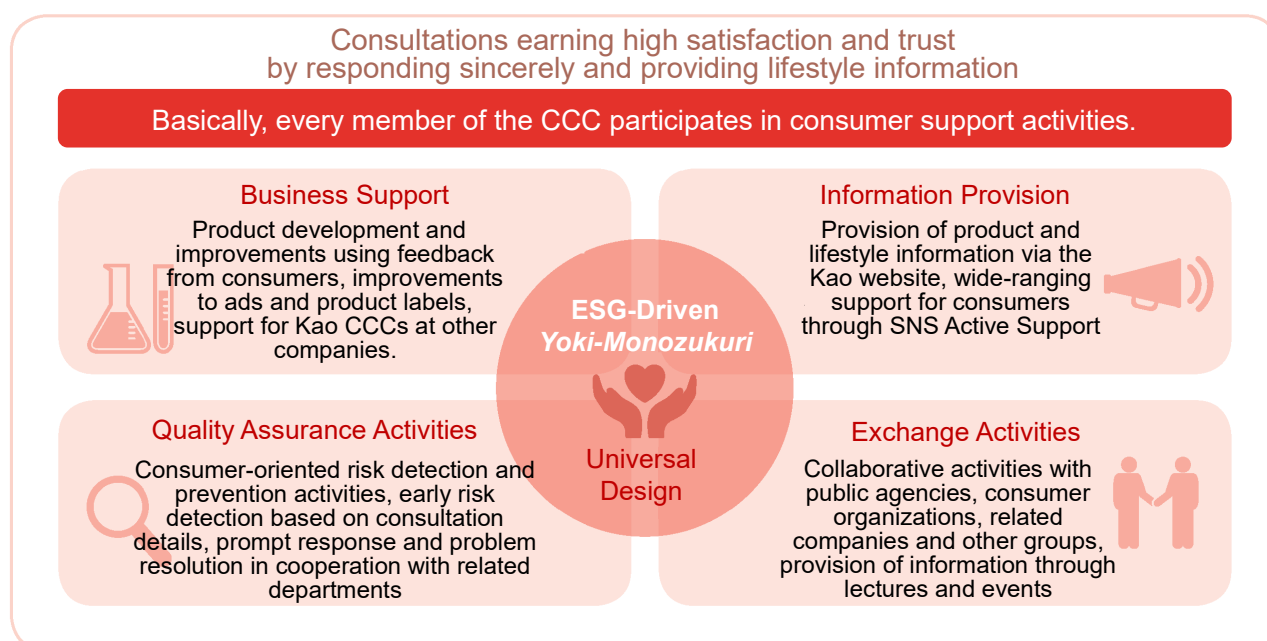 Consultations earning high satisfaction and trust
by responding sincerely and providing lifestyle information
Basically, every member of the CCC participates in consumer support activities.
Business Support
Product development and
improvements using feedback
from consumers, improvements
to ads and product labels,
support for Kao CCCs at other
companies.
Information Provision
Provision of product and
lifestyle information via the
Kao website, wide-ranging
support for consumers
through SNS Active Support
ESG-Driven
Yoki-Monozukuri
Universal
Design
Quality Assurance Activities
Consumer-oriented risk detection and
prevention activities, early risk
detection based on consultation
details, prompt response and problem
resolution in cooperation with related
departments
Exchange Activities
Collaborative activities with
public agencies, consumer
organizations, related
companies and other groups,
provision of information through
lectures and events